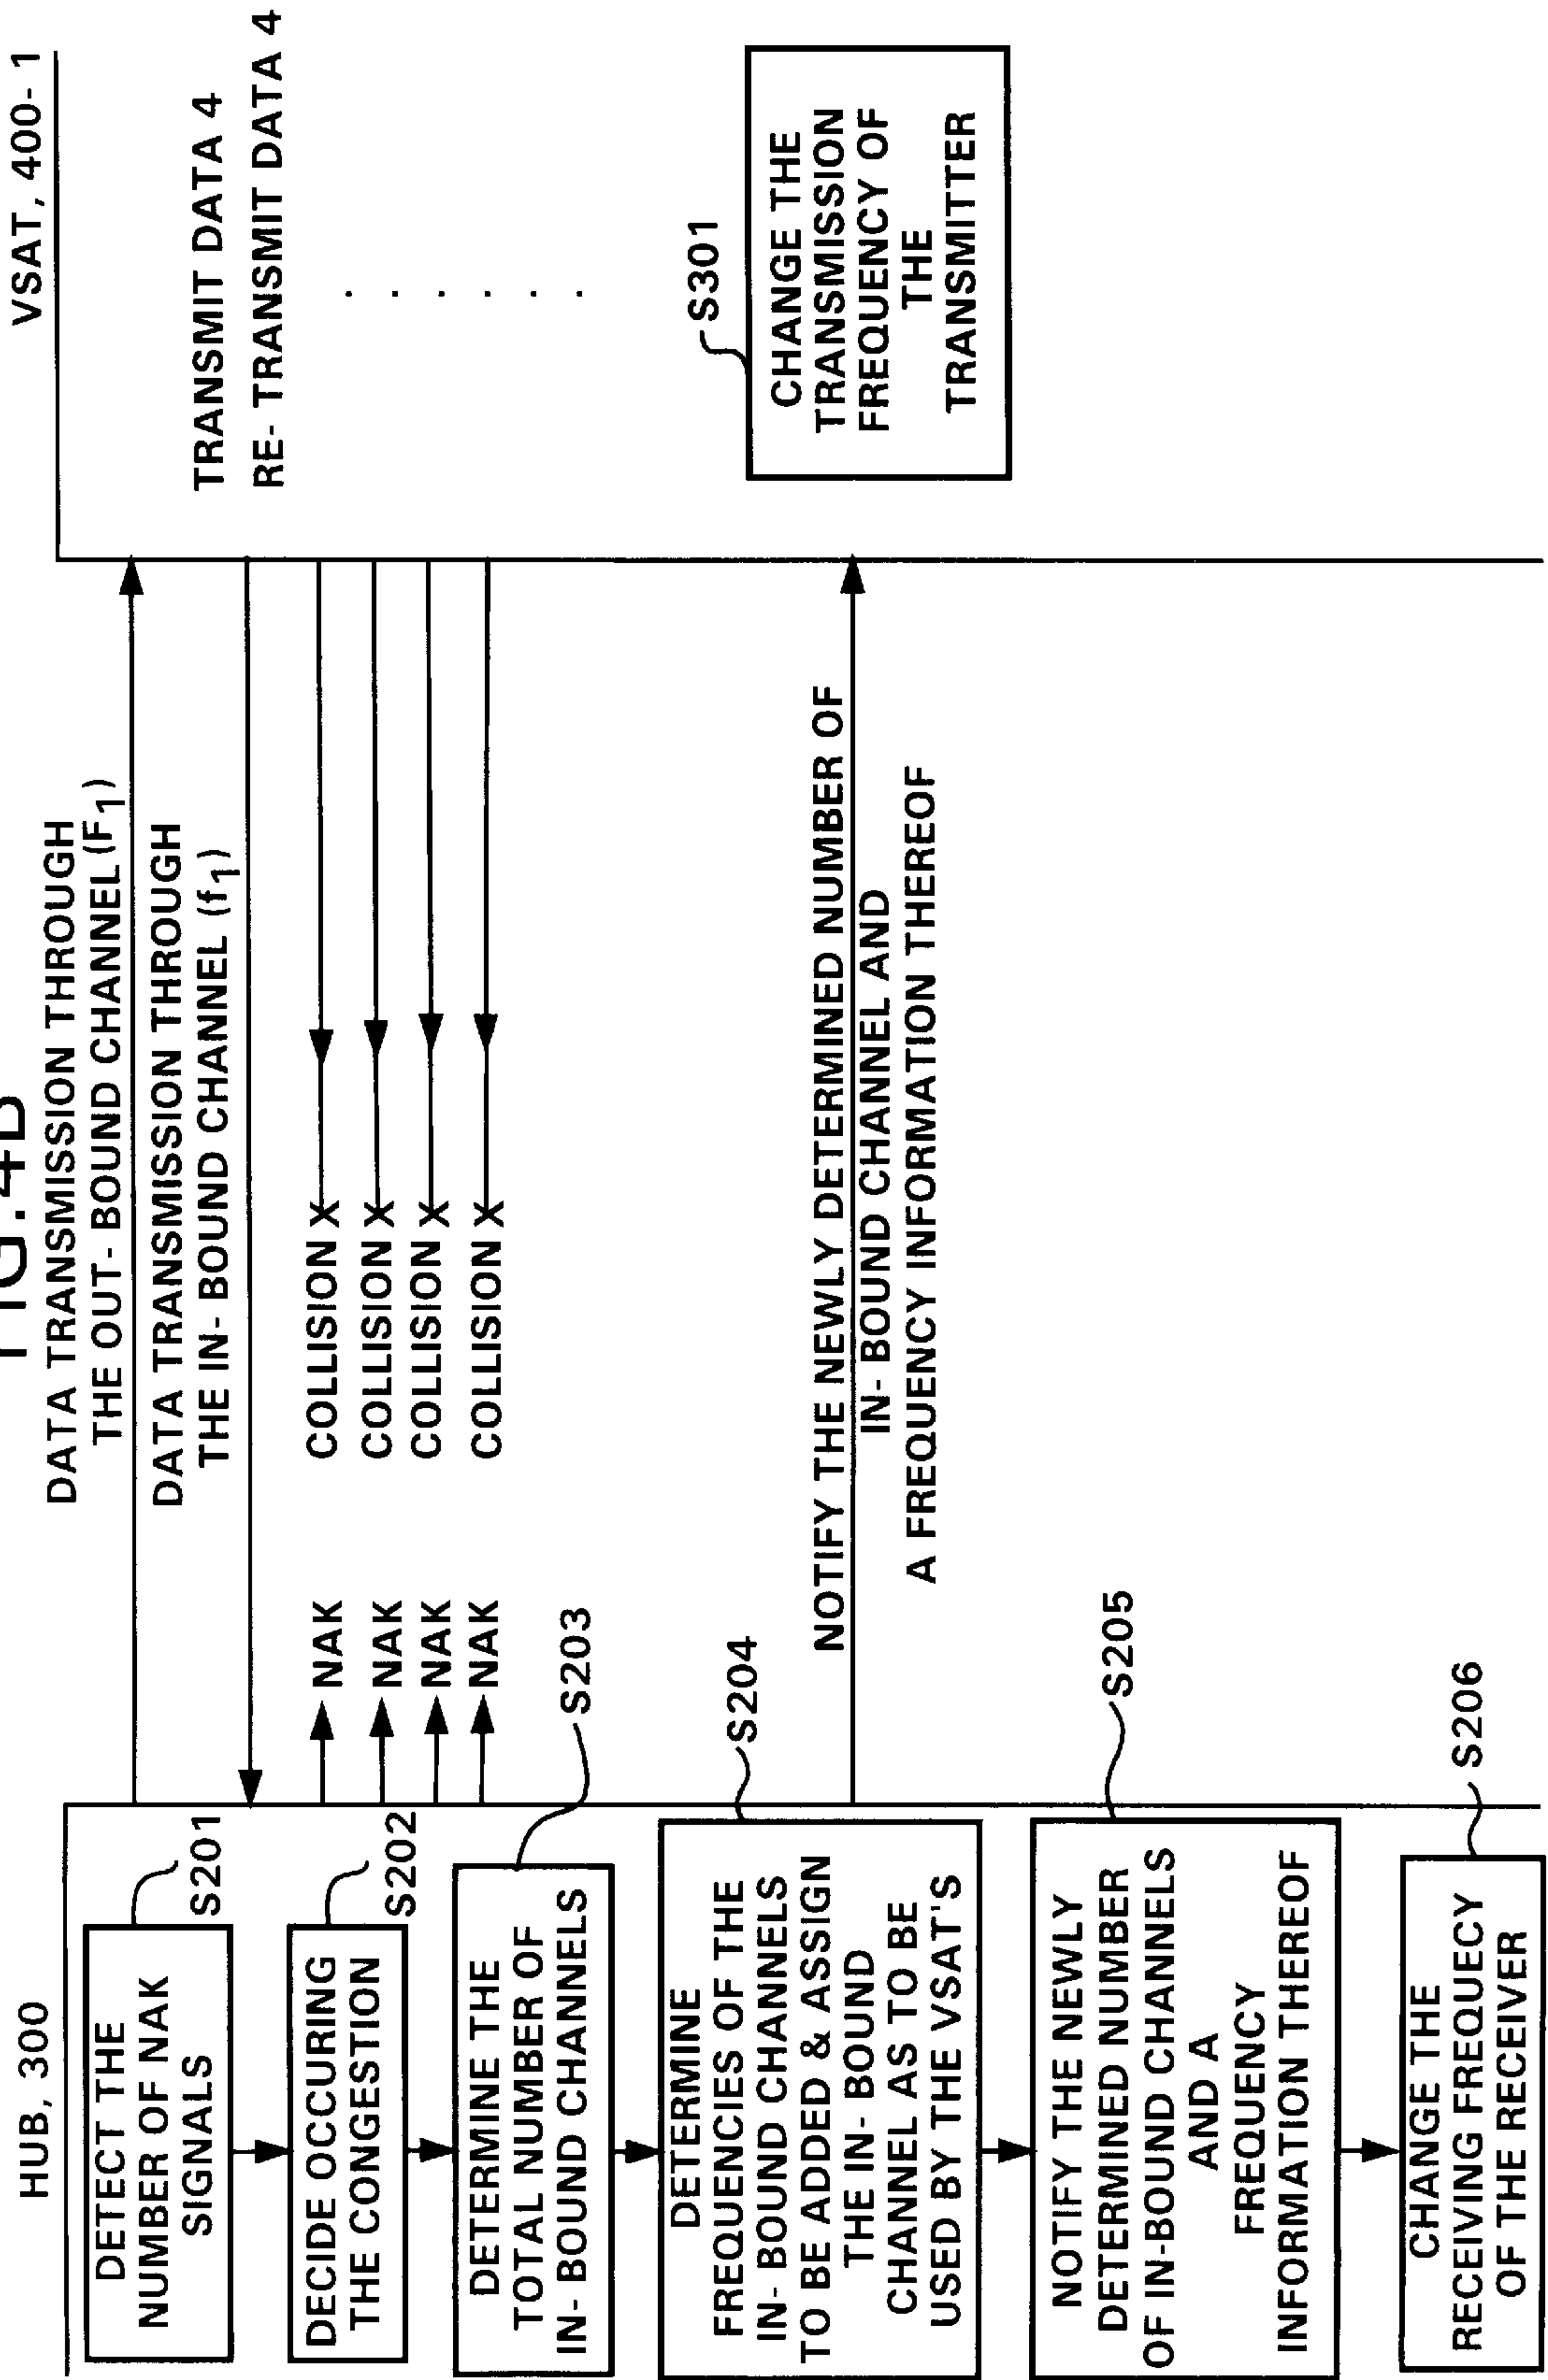 FIG.4B
HUB, 300
VSAT, 400-1
DETECT THE
NUMBER OF NAK
SIGNALS
S201
DECIDE OCCURING
THE CONGESTION
S202
DETERMINE THE
TOTAL NUMBER OF
IN-BOUND CHANNELS
S203
DETERMINE
FREQUENCIES OF THE
IN-BOUND CHANNELS
TO BE ADDED & ASSIGN
THE IN-BOUND
CHANNEL AS TO BE
USED BY THE VSAT'S
S204
NOTIFY THE NEWLY
DETERMINED NUMBER
OF IN-BOUND CHANNELS
AND A
FREQUENCY
INFORMATION THEREOF
S205
CHANGE THE
RECEIVING FREQUECY
OF THE RECEIVER
S206
DATA TRANSMISSION THROUGH
THE OUT-BOUND CHANNEL(F1)
DATA TRANSMISSION THROUGH
THE IN-BOUND CHANNEL (f1)
NAK
COLLISION X
NAK
COLLISION X
NAK
COLLISION X
NAK
COLLISION X
NOTIFY THE NEWLY DETERMINED NUMBER OF
IN-BOUND CHANNEL AND
A FREQUENCY INFORMATION THEREOF
TRANSMIT DATA 4
RE-TRANSMIT DATA 4
......
S301
CHANGE THE
TRANSMISSION
FREQUENCY OF
THE
TRANSMITTER